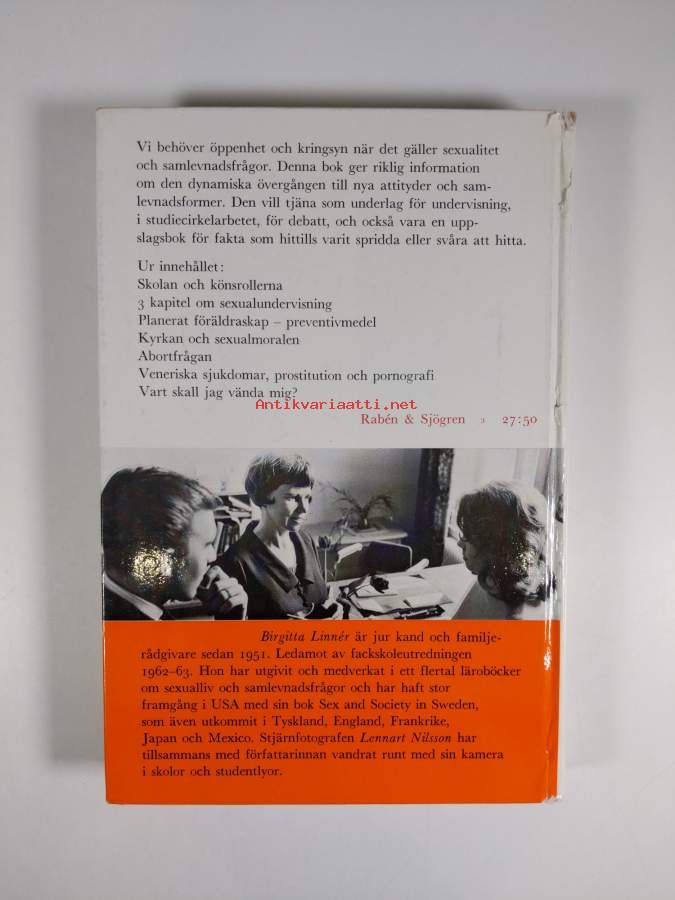 Vi behöver öppenhet och kringsyn när det gäller sexualitet
och samlevnadsfrågor. Denna bok ger riklig information
om den dynamiska övergången till nya attityder och sam-
levnadsformer. Den vill tjäna som underlag för undervisning,
i studiecirkelarbetet, för debatt, och också vara en upp-
slagsbok för fakta som hittills varit spridda eller svåra att hitta.
Ur innehållet:
Skolan och könsrollerna
3 kapitel om sexualundervisning
Planerat föräldraskap – preventivmedel
Kyrkan och sexualmoralen
Abortfrågan
Veneriska sjukdomar, prostitution och pornografi
Vart skall jag vända mig?
Antikvariaatti.net
Rabén & Sjögren 2 27:50
Birgitta Linnér är jur kand och familje-
rådgivare sedan 1951. Ledamot av fackskoleutredningen
1962–63. Hon har utgivit och medverkat i ett flertal läroböcker
om sexualliv och samlevnadsfrågor och har haft stor
framgång i USA med sin bok Sex and Society in Sweden,
som även utkommit i Tyskland, England, Frankrike,
Japan och Mexico. Stjärnfotografen Lennart Nilsson har
tillsammans med författarinnan vandrat runt med sin kamera
i skolor och studentlyor.